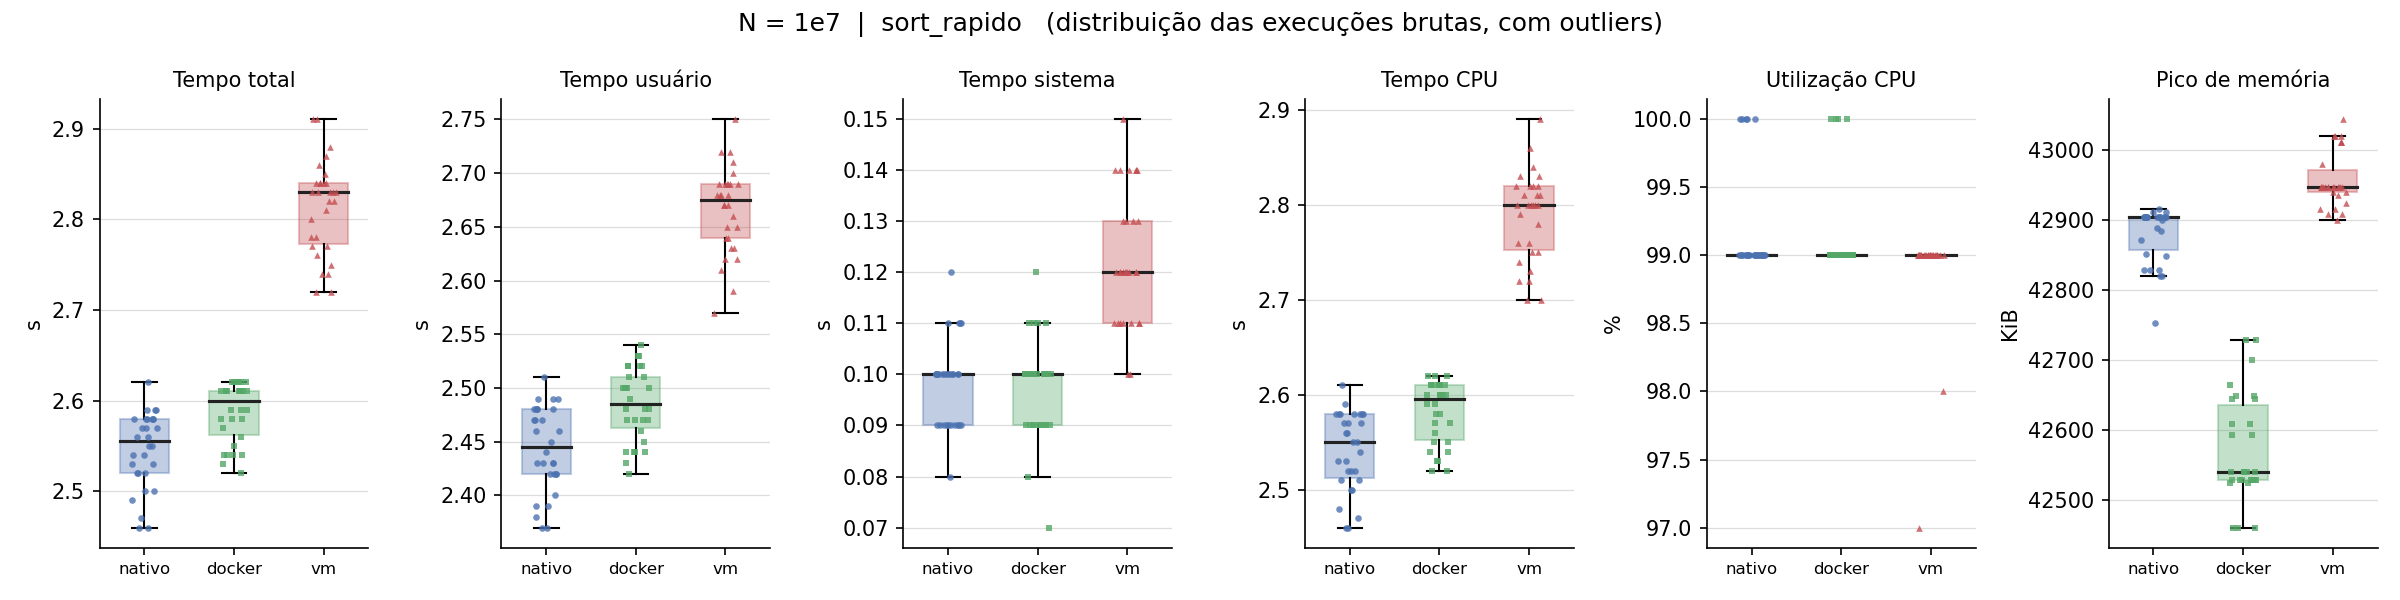 N = 1e7 | sort_rapido (distribuição das execuções brutas, com outliers)
Tempo total
s
2.9
2.8
2.7
2.6
2.5
nativo docker vm
Tempo usuário
s
2.75
2.70
2.65
2.60
2.55
2.50
2.45
2.40
nativo docker vm
Tempo sistema
s
0.15
0.14
0.13
0.12
0.11
0.10
0.09
0.08
0.07
nativo docker vm
Tempo CPU
s
2.9
2.8
2.7
2.6
2.5
nativo docker vm
Utilização CPU
%
100.0
99.5
99.0
98.5
98.0
97.5
97.0
nativo docker vm
Pico de memória
KiB
43000
42900
42800
42700
42600
42500
nativo docker vm